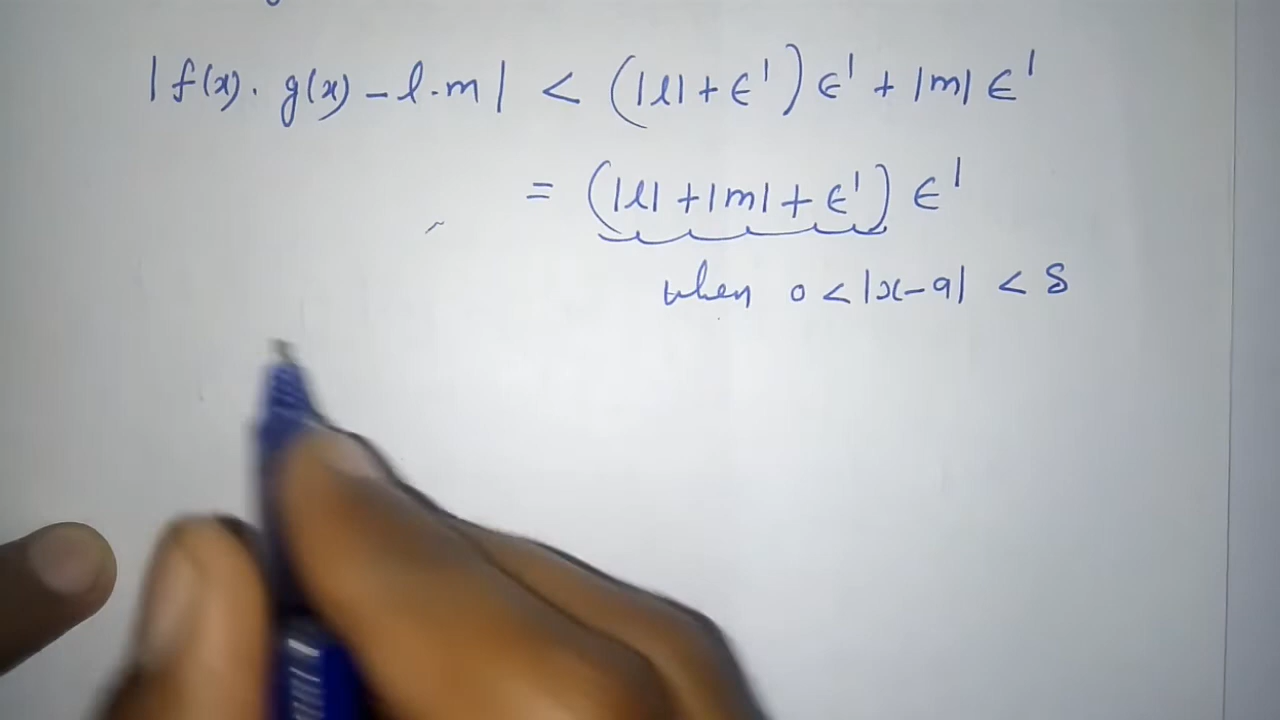 |f(x). g(x) – l.m| < (|l| + ϵ') ϵ' + |m| ϵ'
= (|l| + |m| + ϵ') ϵ'
when 0 < |x – a| < δ